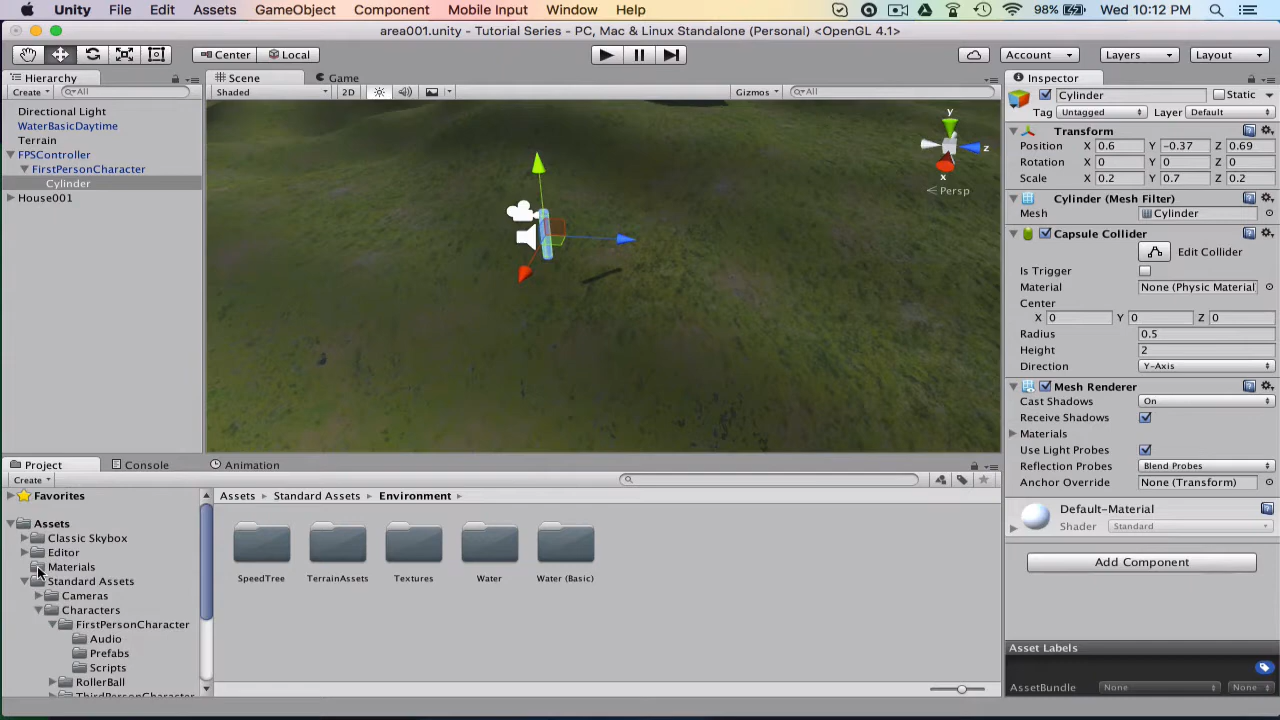 Unity File Edit Assets GameObject Component Mobile Input Window Help 98% Wed 10:12 PM
area001.unity - Tutorial Series - PC, Mac & Linux Standalone (Personal) <OpenGL 4.1>
Center Local Account Layers Layout
Hierarchy
Create All
Directional Light
WaterBasicDaytime
Terrain
FPSController
FirstPersonCharacter
Cylinder
House001
Scene Game
Shaded 2D Gizmos All
y
z
x
Persp
Inspector
Cylinder Static
Tag Untagged Layer Default
Transform
Position X 0.6 Y -0.37 Z 0.69
Rotation X 0 Y 0 Z 0
Scale X 0.2 Y 0.7 Z 0.2
Cylinder (Mesh Filter)
Mesh Cylinder
Capsule Collider
Edit Collider
Is Trigger
Material None (Physic Material
Center
X 0 Y 0 Z 0
Radius 0.5
Height 2
Direction Y-Axis
Mesh Renderer
Cast Shadows On
Receive Shadows
Materials
Use Light Probes
Reflection Probes Blend Probes
Anchor Override None (Transform)
Default-Material
Shader Standard
Add Component
Asset Labels
AssetBundle None None
Project Console Animation
Create
Favorites
Assets
Classic Skybox
Editor
Materials
Standard Assets
Cameras
Characters
FirstPersonCharacter
Audio
Prefabs
Scripts
RollerBall
ThirdPersonCharacter
Assets Standard Assets Environment
SpeedTree TerrainAssets Textures Water Water (Basic)